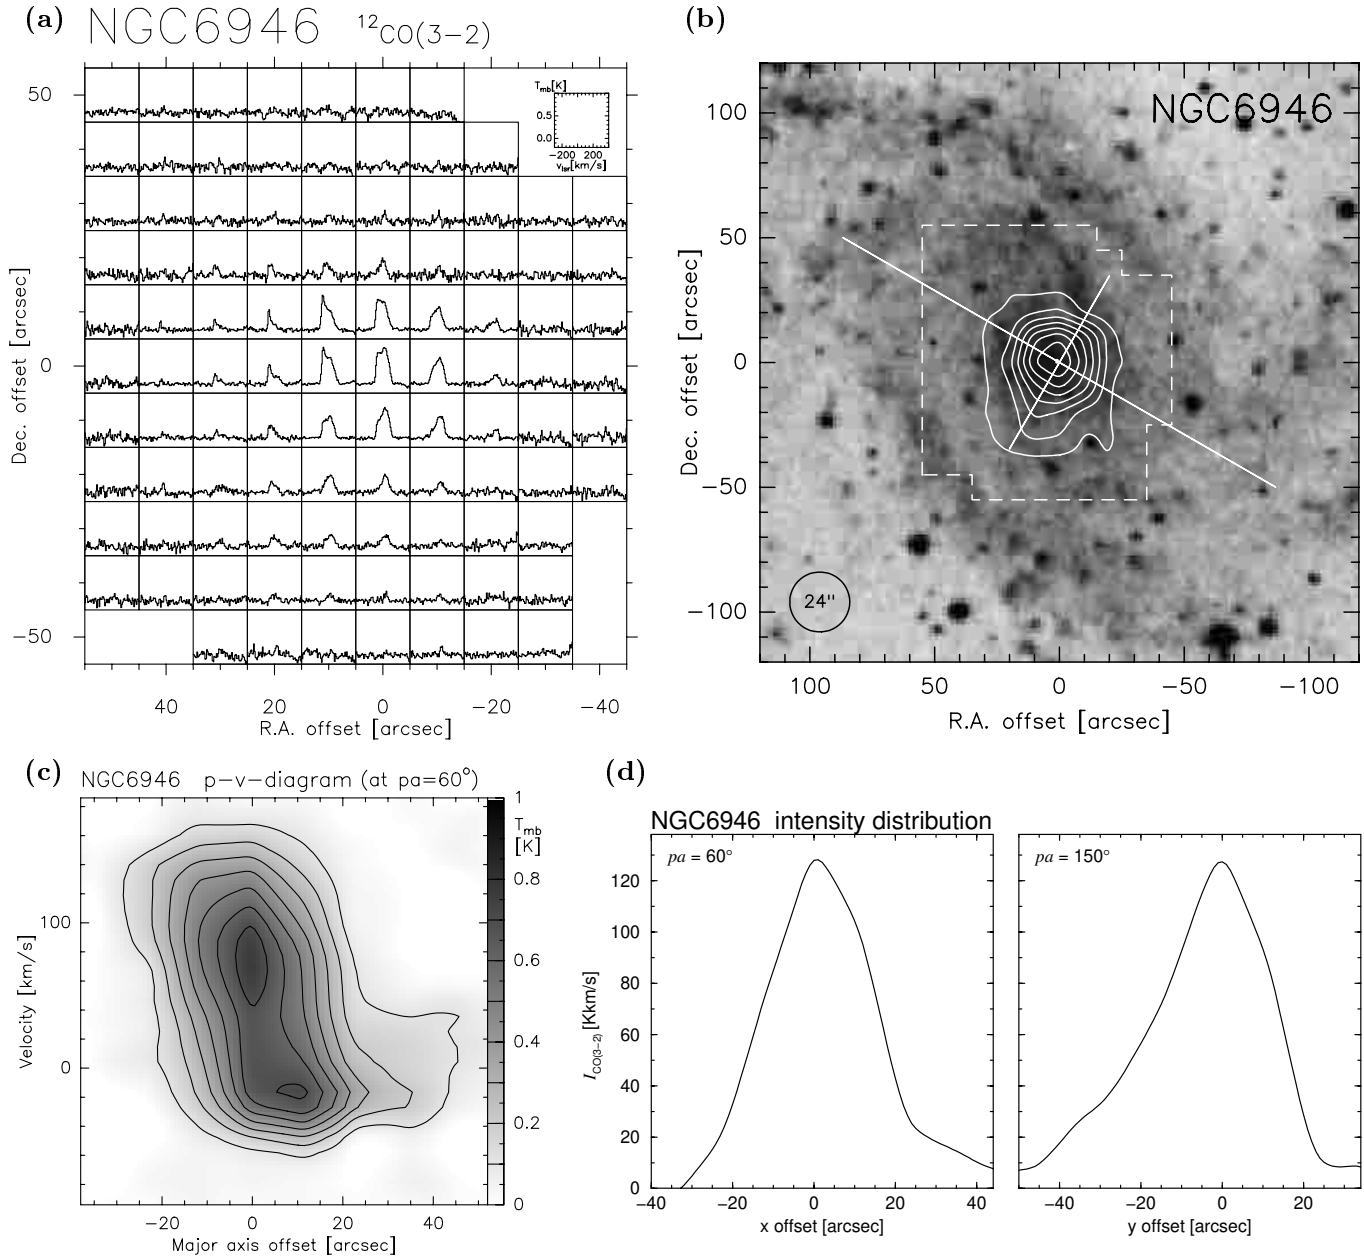 (a) NGC6946 ¹²CO(3−2)
50
0
−50
Dec. offset [arcsec]
T_mb[K]
0.5
0.0
−200 200
v_lsr[km/s]
40 20 0 −20 −40
R.A. offset [arcsec]
(b)
NGC6946
100
50
0
−50
−100
Dec. offset [arcsec]
24"
100 50 0 −50 −100
R.A. offset [arcsec]
(c) NGC6946 p−v−diagram (at pa=60°)
100
0
Velocity [km/s]
1
T_mb
[K]
0.8
0.6
0.4
0.2
0
−20 0 20 40
Major axis offset [arcsec]
(d)
NGC6946 intensity distribution
pa = 60°
120
100
80
60
40
20
0
I_CO(3−2) [Kkm/s]
−40 −20 0 20 40
x offset [arcsec]
pa = 150°
−40 −20 0 20
y offset [arcsec]